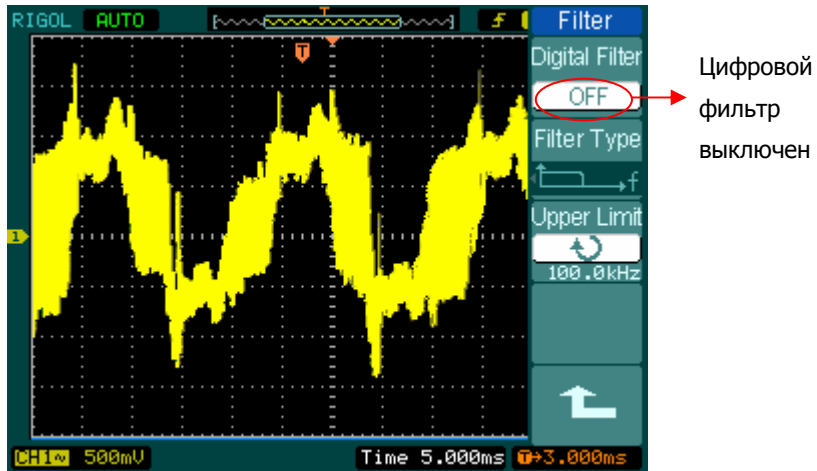 RIGOL AUTO T f
Filter
Digital Filter
OFF
Filter Type
f
Upper Limit
100.0kHz
T
1
CH1~ 500mV Time 5.000ms T→3.000ms
Цифровой
фильтр
выключен